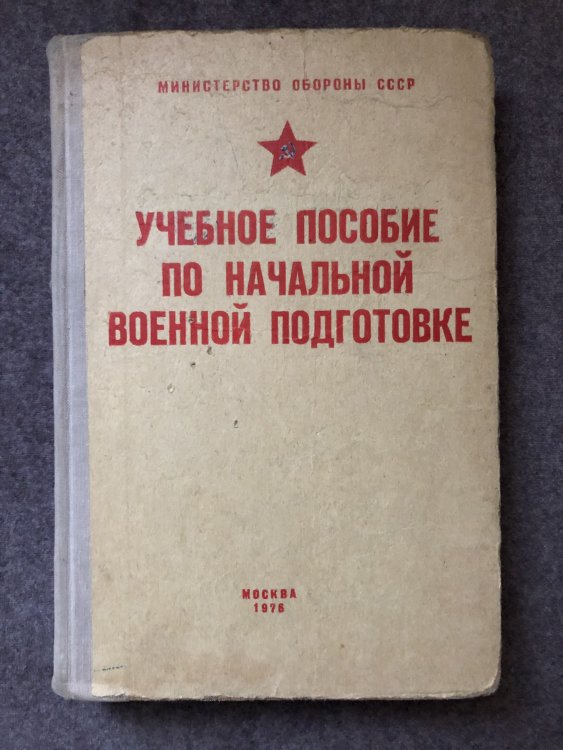 МИНИСТЕРСТВО ОБОРОНЫ СССР
УЧЕБНОЕ ПОСОБИЕ
ПО НАЧАЛЬНОЙ
ВОЕННОЙ ПОДГОТОВКЕ
МОСКВА
1976